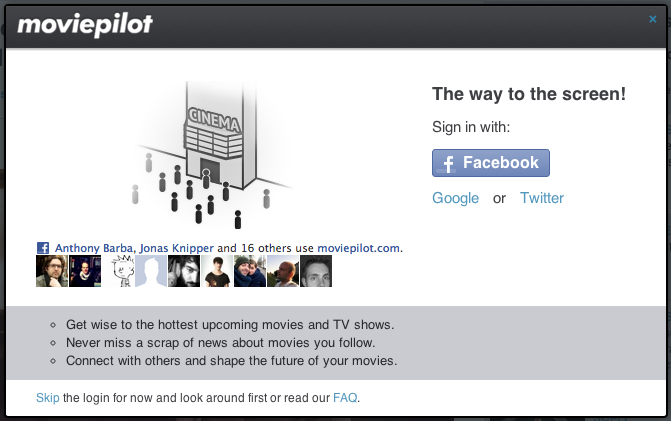 moviepilot
×
CINEMA
The way to the screen!
Sign in with:
f Facebook
Google or Twitter
f Anthony Barba, Jonas Knipper and 16 others use moviepilot.com.
Get wise to the hottest upcoming movies and TV shows.
Never miss a scrap of news about movies you follow.
Connect with others and shape the future of your movies.
Skip the login for now and look around first or read our FAQ.